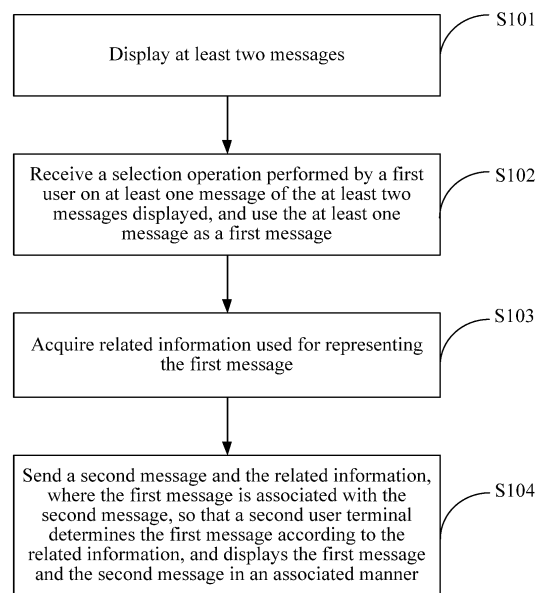 S101
Display at least two messages
S102
Receive a selection operation performed by a first
user on at least one message of the at least two
messages displayed, and use the at least one
message as a first message
S103
Acquire related information used for representing
the first message
S104
Send a second message and the related information,
where the first message is associated with the
second message, so that a second user terminal
determines the first message according to the
related information, and displays the first message
and the second message in an associated manner